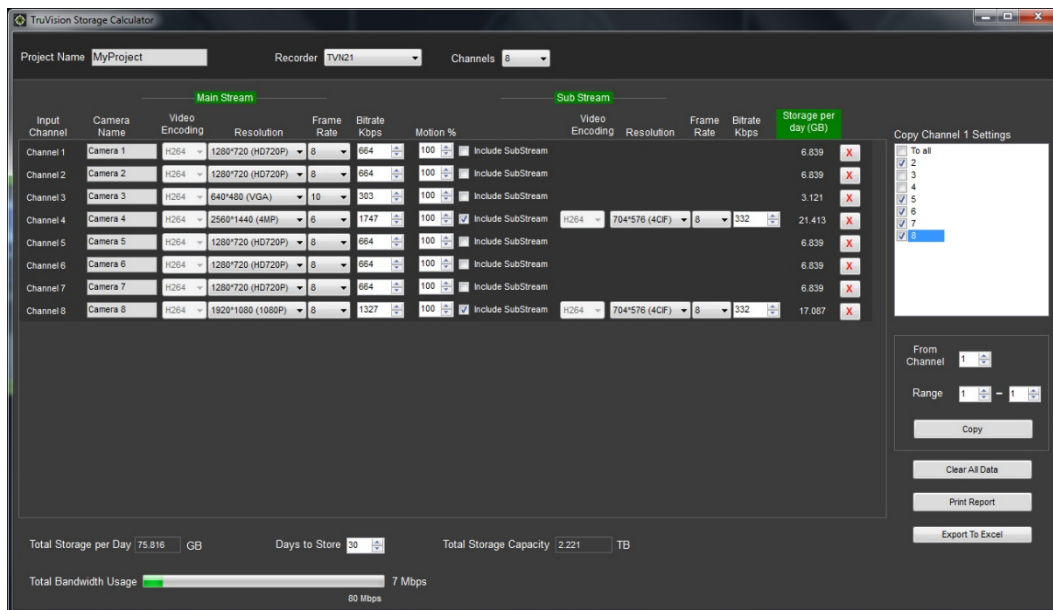 TruVision Storage Calculator
Project Name MyProject Recorder TVN21 Channels 8
Main Stream Sub Stream
Input Channel Camera Name Video Encoding Resolution Frame Rate Bitrate Kbps Motion % Video Encoding Resolution Frame Rate Bitrate Kbps Storage per day (GB)
Channel 1 Camera 1 H264 1280*720 (HD720P) 8 664 100 Include SubStream 6.839 X
Channel 2 Camera 2 H264 1280*720 (HD720P) 8 664 100 Include SubStream 6.839 X
Channel 3 Camera 3 H264 640*480 (VGA) 10 303 100 Include SubStream 3.121 X
Channel 4 Camera 4 H264 2560*1440 (4MP) 6 1747 100 Include SubStream H264 704*576 (4CIF) 8 332 21.413 X
Channel 5 Camera 5 H264 1280*720 (HD720P) 8 664 100 Include SubStream 6.839 X
Channel 6 Camera 6 H264 1280*720 (HD720P) 8 664 100 Include SubStream 6.839 X
Channel 7 Camera 7 H264 1280*720 (HD720P) 8 664 100 Include SubStream 6.839 X
Channel 8 Camera 8 H264 1920*1080 (1080P) 8 1327 100 Include SubStream H264 704*576 (4CIF) 8 332 17.087 X
Copy Channel 1 Settings
To all
2
3
4
5
6
7
8
From Channel 1
Range 1 – 1
Copy
Clear All Data
Print Report
Export To Excel
Total Storage per Day 75.816 GB Days to Store 30 Total Storage Capacity 2.221 TB
Total Bandwidth Usage 7 Mbps
80 Mbps